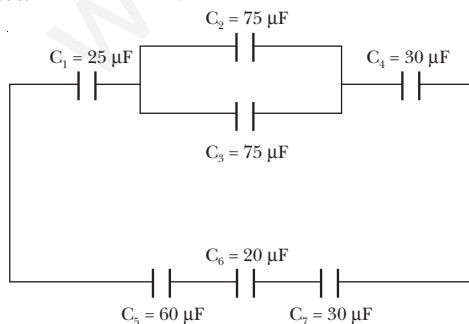 C₂ = 75 µF
C₁ = 25 µF
C₄ = 30 µF
C₃ = 75 µF
C₆ = 20 µF
C₅ = 60 µF
C₇ = 30 µF